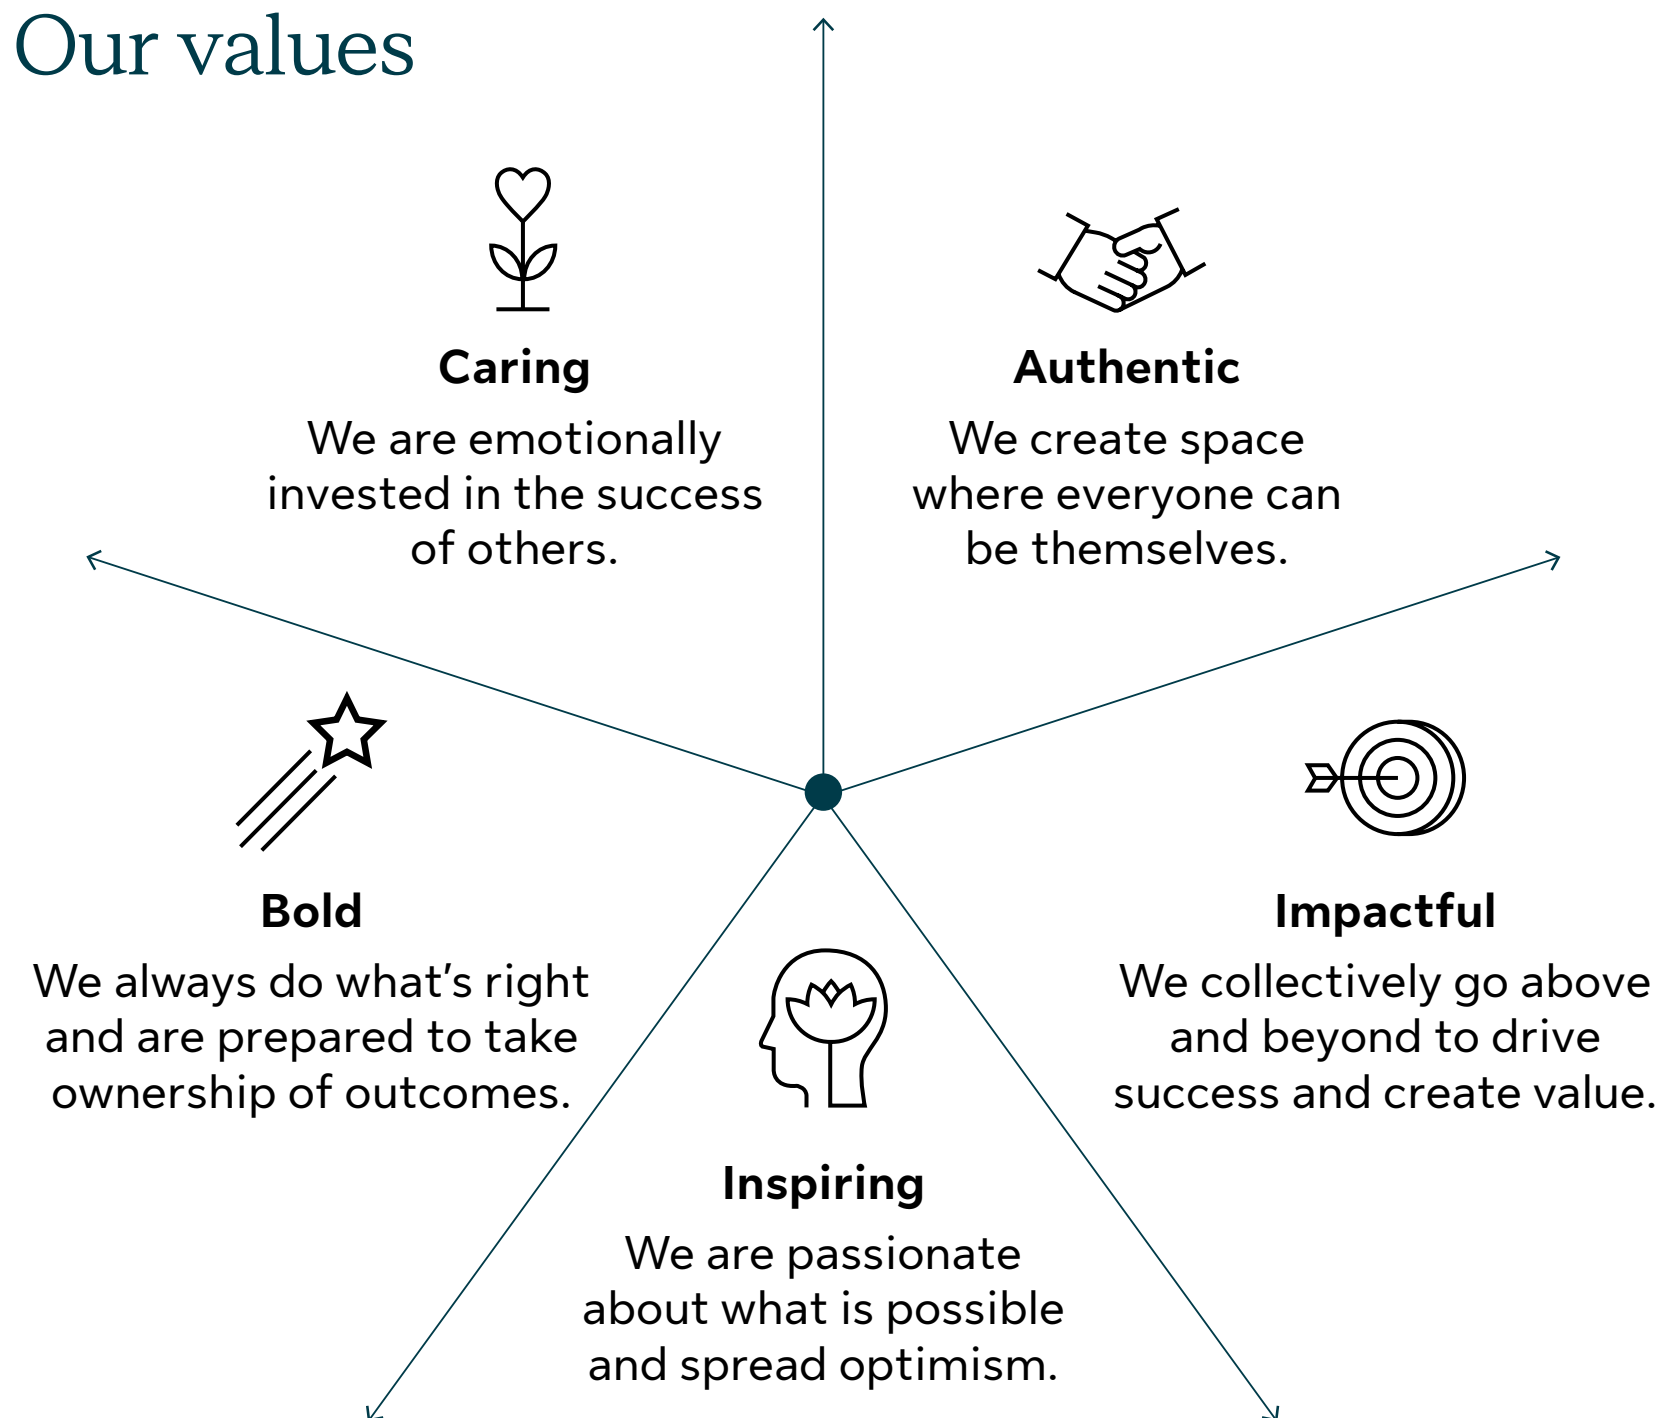 Our values
Caring
We are emotionally
invested in the success
of others.
Authentic
We create space
where everyone can
be themselves.
Bold
We always do what’s right
and are prepared to take
ownership of outcomes.
Impactful
We collectively go above
and beyond to drive
success and create value.
Inspiring
We are passionate
about what is possible
and spread optimism.